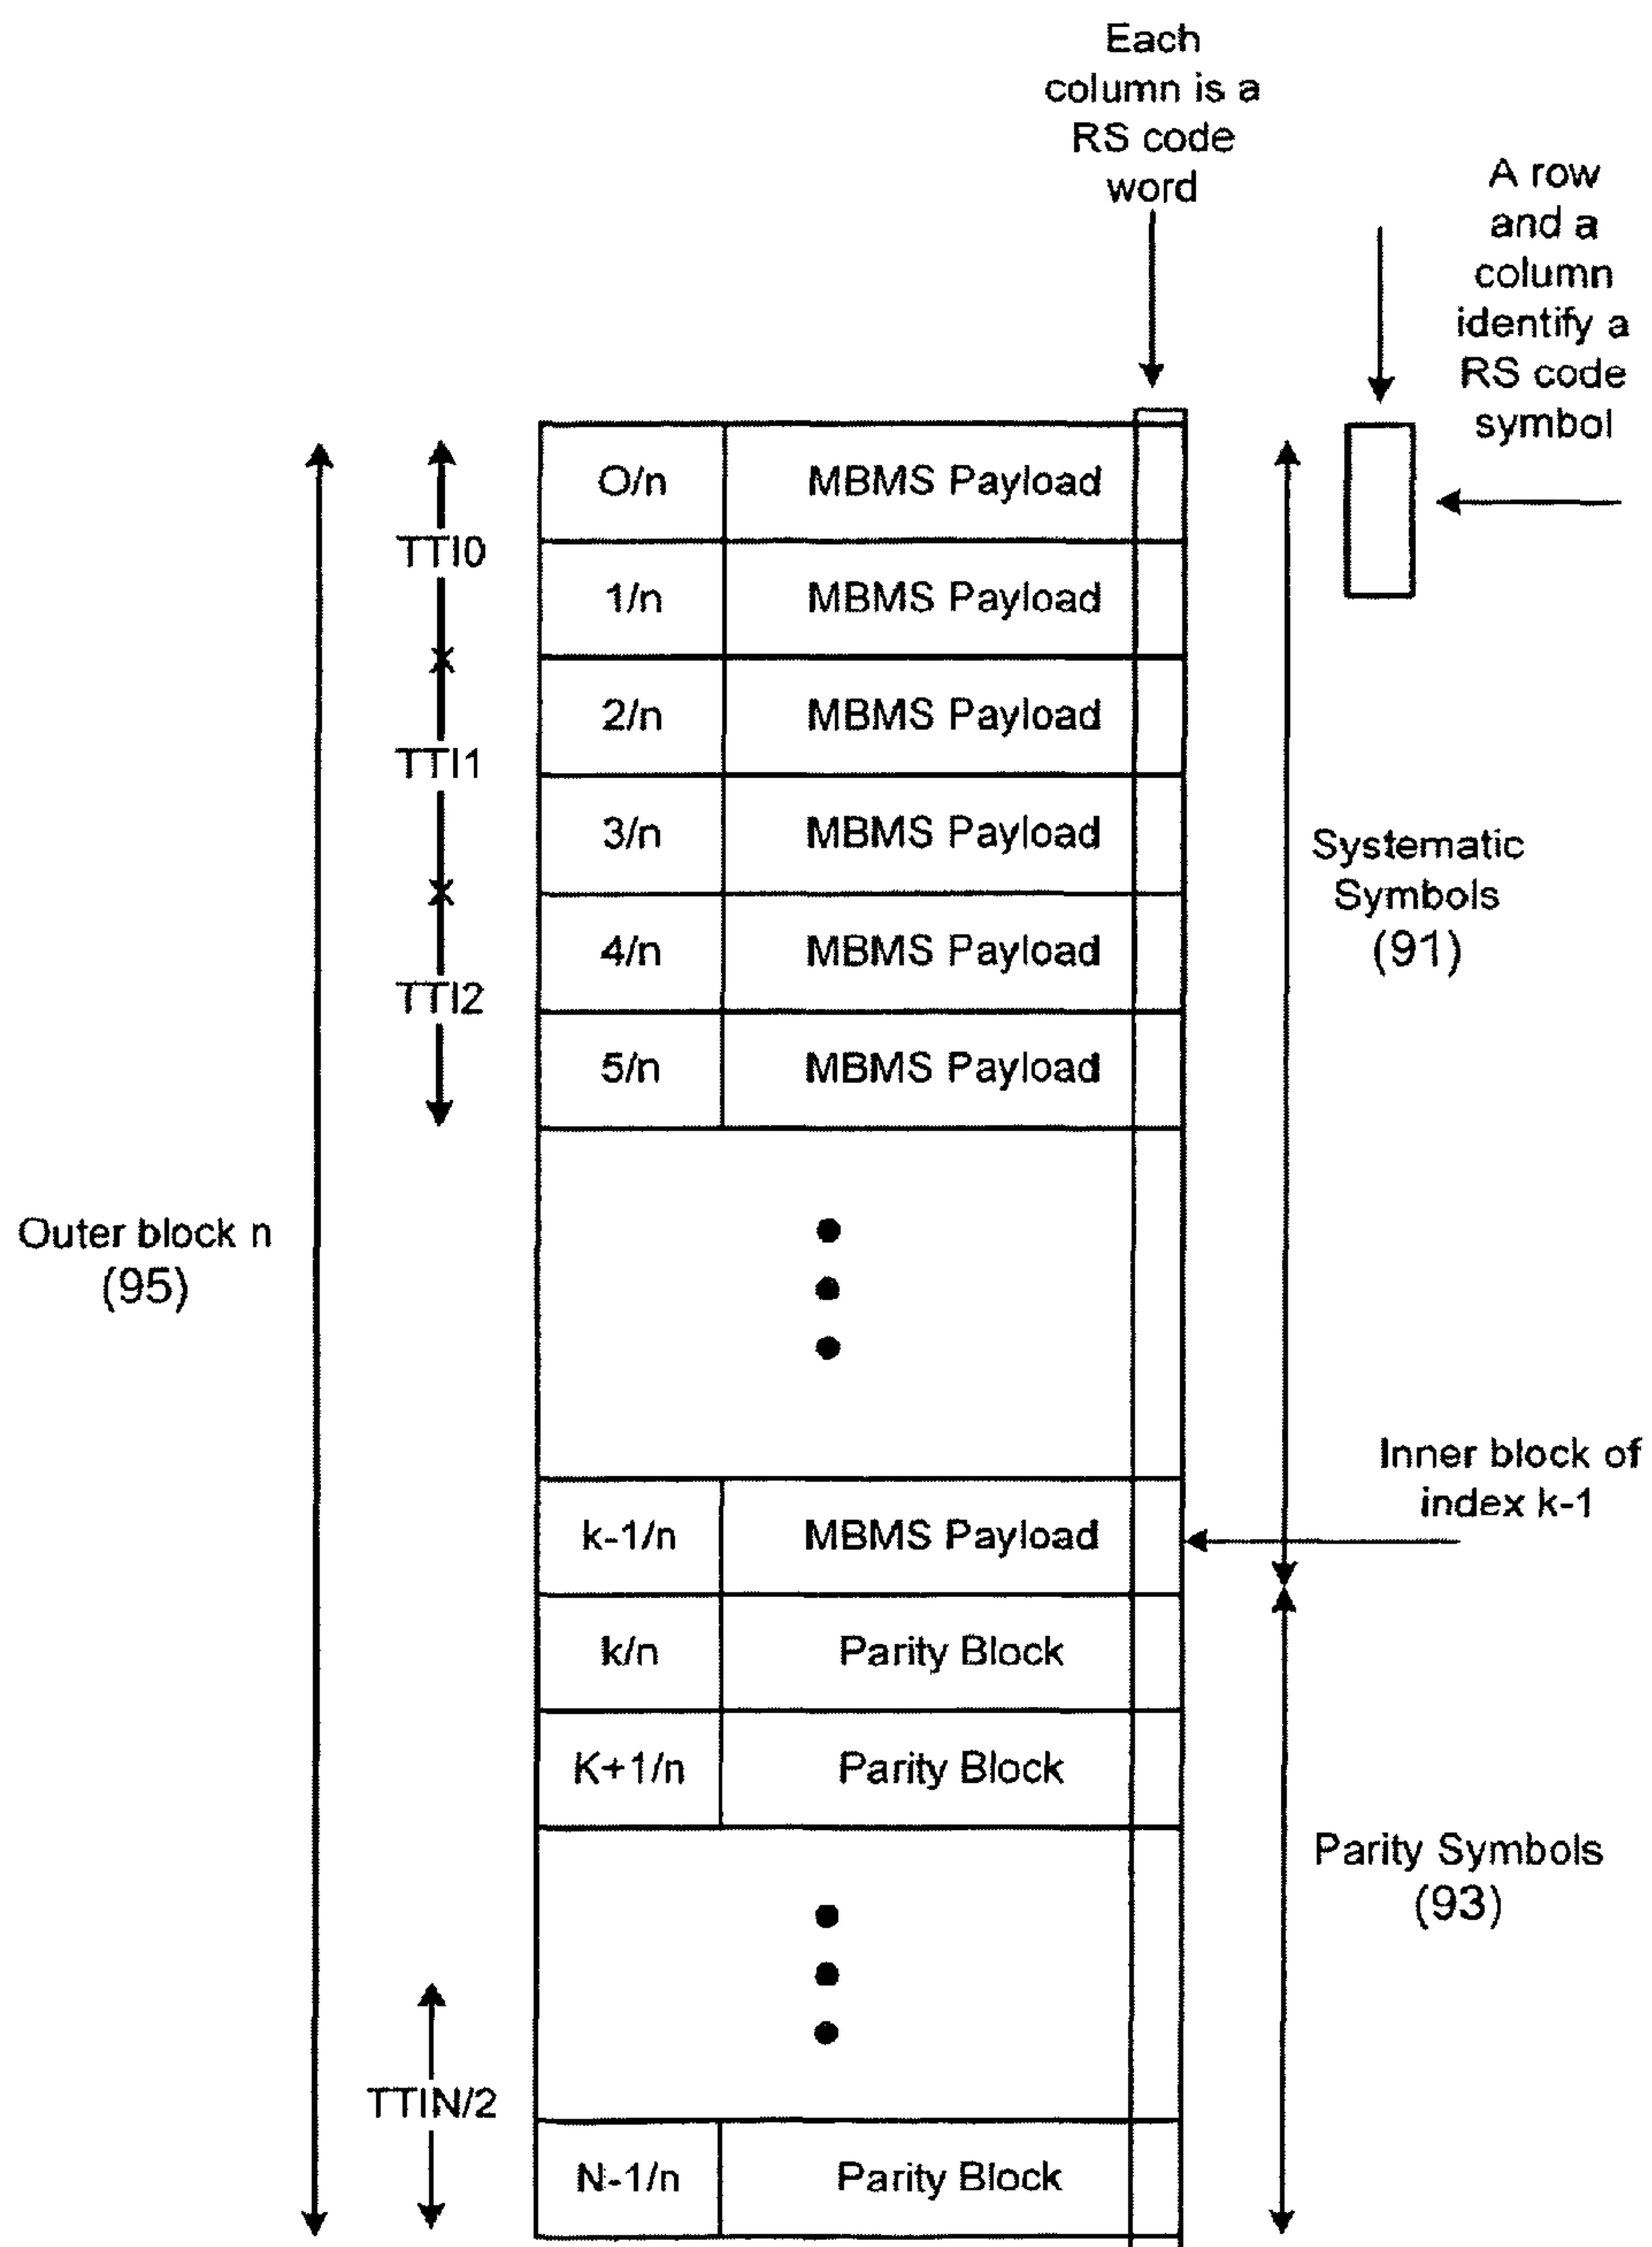 Each
column is a
RS code
word
A row
and a
column
identify a
RS code
symbol
O/n MBMS Payload
TTI0
1/n MBMS Payload
2/n MBMS Payload
TTI1
3/n MBMS Payload
Systematic
Symbols
(91)
4/n MBMS Payload
TTI2
5/n MBMS Payload
Outer block n
(95)
Inner block of
index k-1
k-1/n MBMS Payload
k/n Parity Block
K+1/n Parity Block
Parity Symbols
(93)
TTIN/2
N-1/n Parity Block